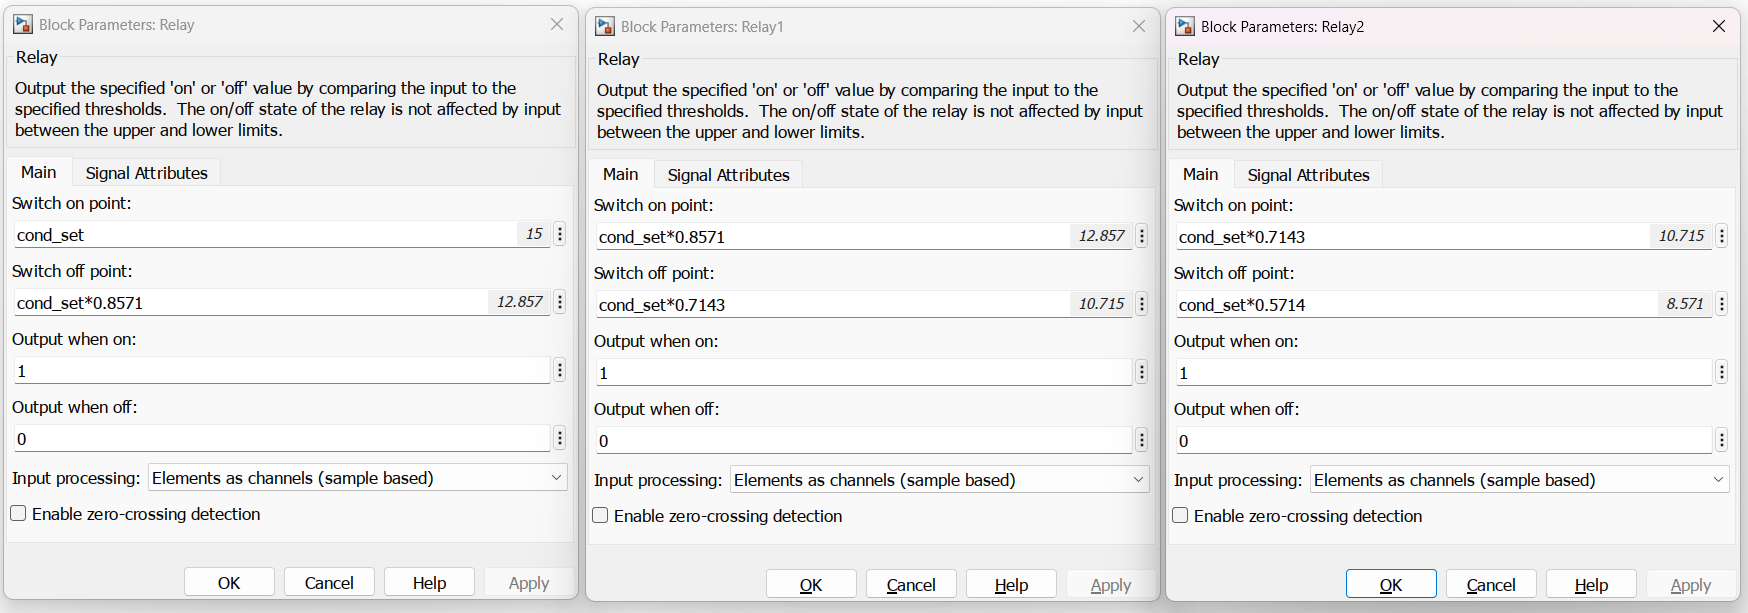 Block Parameters: Relay
Relay
Output the specified 'on' or 'off' value by comparing the input to the
specified thresholds. The on/off state of the relay is not affected by input
between the upper and lower limits.
Main
Signal Attributes
Switch on point:
cond_set
15
Switch off point:
cond_set*0.8571
12.857
Output when on:
1
Output when off:
0
Input processing:
Elements as channels (sample based)
Enable zero-crossing detection
OK
Cancel
Help
Apply
Block Parameters: Relay1
Relay
Output the specified 'on' or 'off' value by comparing the input to the
specified thresholds. The on/off state of the relay is not affected by input
between the upper and lower limits.
Main
Signal Attributes
Switch on point:
cond_set*0.8571
12.857
Switch off point:
cond_set*0.7143
10.715
Output when on:
1
Output when off:
0
Input processing:
Elements as channels (sample based)
Enable zero-crossing detection
OK
Cancel
Help
Apply
Block Parameters: Relay2
Relay
Output the specified 'on' or 'off' value by comparing the input to the
specified thresholds. The on/off state of the relay is not affected by input
between the upper and lower limits.
Main
Signal Attributes
Switch on point:
cond_set*0.7143
10.715
Switch off point:
cond_set*0.5714
8.571
Output when on:
1
Output when off:
0
Input processing:
Elements as channels (sample based)
Enable zero-crossing detection
OK
Cancel
Help
Apply